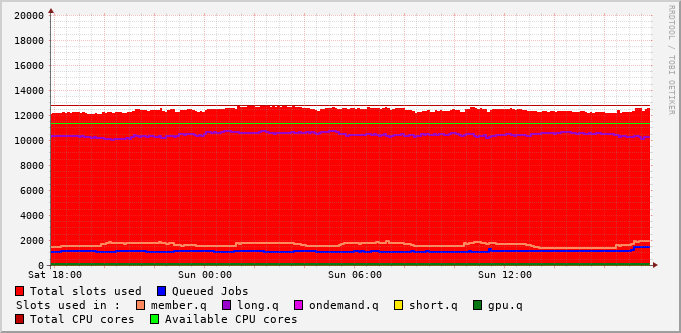 20000
18000
16000
14000
12000
10000
8000
6000
4000
2000
0
Sat 18:00 Sun 00:00 Sun 06:00 Sun 12:00
RRDTOOL / TOBI OETIKER
Total slots used Queued Jobs
Slots used in : member.q long.q ondemand.q short.q gpu.q
Total CPU cores Available CPU cores